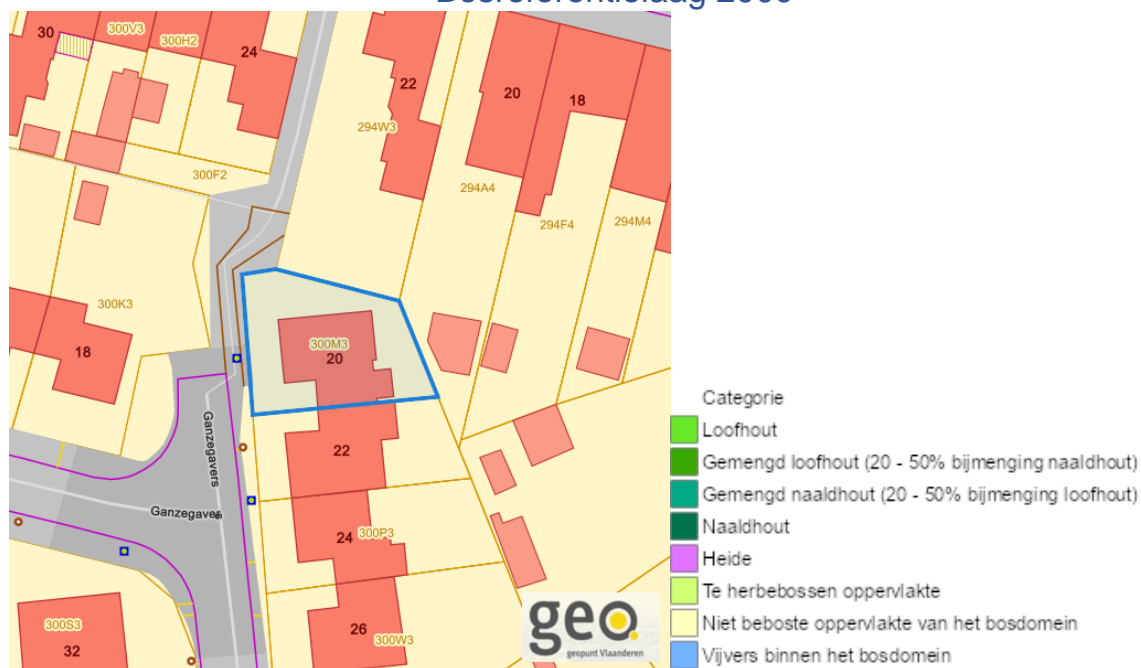 Bosreferentielaag 2000
300V3
30
300H2
24
22
20
18
294W3
300F2
294A4
294F4
294M4
300K3
18
300M3
20
Ganzegavers
22
Ganzegavers
24
300P3
300S3
32
26
300W3
geo
geopunt Vlaanderen
Categorie
Loofhout
Gemengd loofhout (20 - 50% bijmenging naaldhout)
Gemengd naaldhout (20 - 50% bijmenging loofhout)
Naaldhout
Heide
Te herbebossen oppervlakte
Niet beboste oppervlakte van het bosdomein
Vijvers binnen het bosdomein